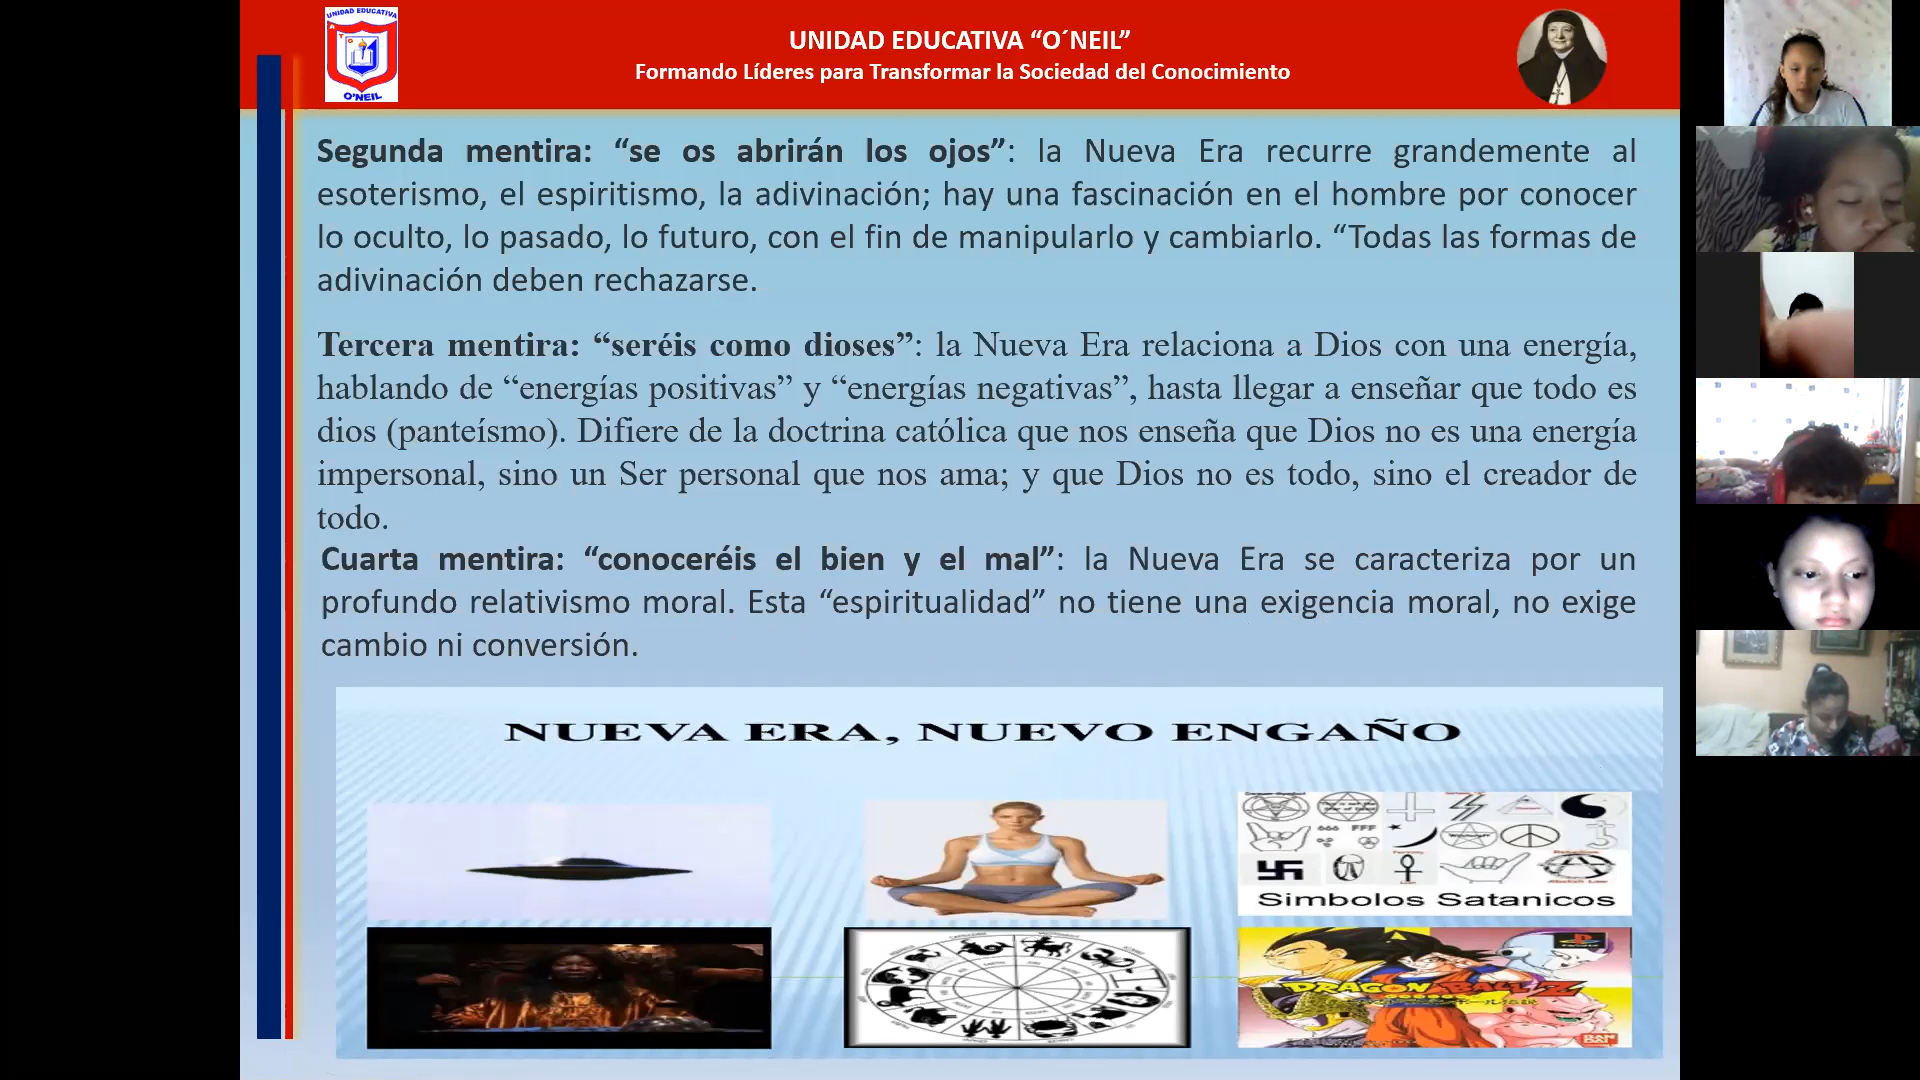 UNIDAD EDUCATIVA
O'NEIL
UNIDAD EDUCATIVA “O´NEIL”
Formando Líderes para Transformar la Sociedad del Conocimiento
Segunda mentira: “se os abrirán los ojos”: la Nueva Era recurre grandemente al
esoterismo, el espiritismo, la adivinación; hay una fascinación en el hombre por conocer
lo oculto, lo pasado, lo futuro, con el fin de manipularlo y cambiarlo. “Todas las formas de
adivinación deben rechazarse.
Tercera mentira: “seréis como dioses”: la Nueva Era relaciona a Dios con una energía,
hablando de “energías positivas” y “energías negativas”, hasta llegar a enseñar que todo es
dios (panteísmo). Difiere de la doctrina católica que nos enseña que Dios no es una energía
impersonal, sino un Ser personal que nos ama; y que Dios no es todo, sino el creador de
todo.
Cuarta mentira: “conoceréis el bien y el mal”: la Nueva Era se caracteriza por un
profundo relativismo moral. Esta “espiritualidad” no tiene una exigencia moral, no exige
cambio ni conversión.
NUEVA ERA, NUEVO ENGAÑO
666 FFF
Simbolos Satanicos
DRAGON BALL Z
BAN DAI